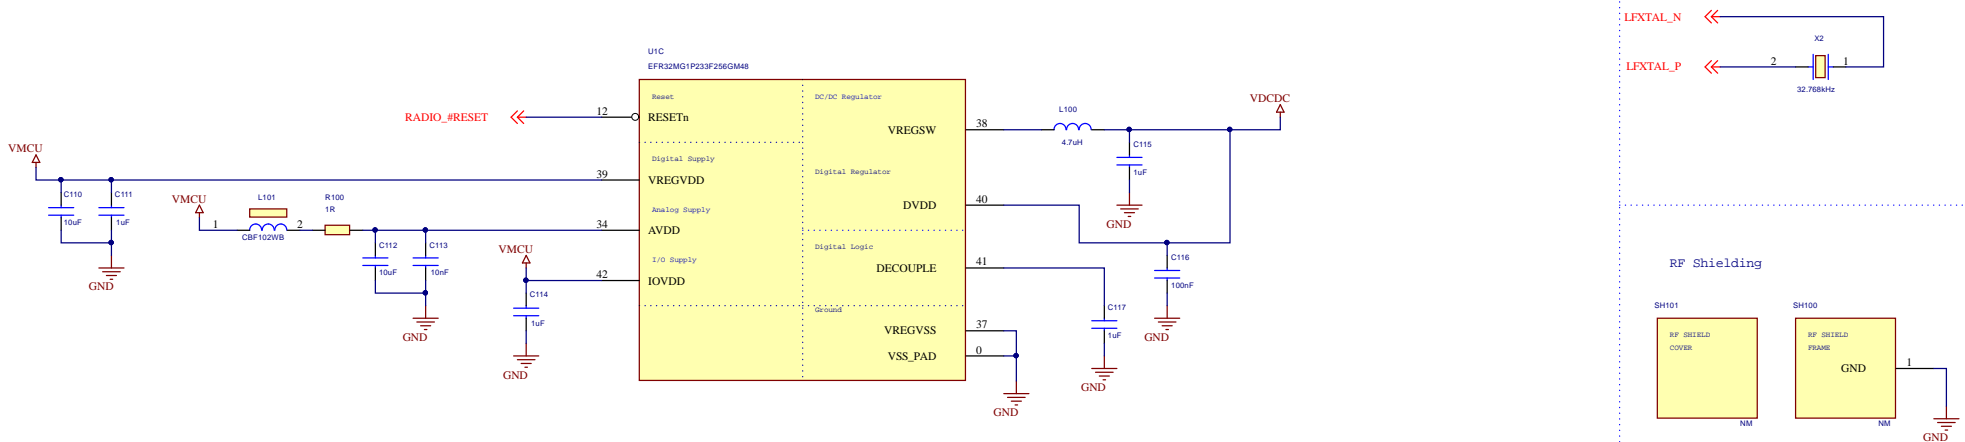 U1C
EFR32MG1P233F256GM48
Reset
RADIO_#RESET
12
RESETn
Digital Supply
VMCU
39
VREGVDD
C110
10uF
C111
1uF
GND
Analog Supply
VMCU
1
L101
2
CBF102WB
R100
1R
34
AVDD
C112
10uF
C113
10nF
GND
I/O Supply
VMCU
42
IOVDD
C114
1uF
GND
DC/DC Regulator
VREGSW
38
L100
4.7uH
VDCDC
C115
1uF
GND
Digital Regulator
DVDD
40
C116
100nF
GND
Digital Logic
DECOUPLE
41
C117
1uF
GND
Ground
VREGVSS
37
VSS_PAD
0
GND
LFXTAL_N
LFXTAL_P
2
X2
1
32.768kHz
RF Shielding
SH101
RF SHIELD
COVER
NM
SH100
RF SHIELD
FRAME
GND
1
NM
GND